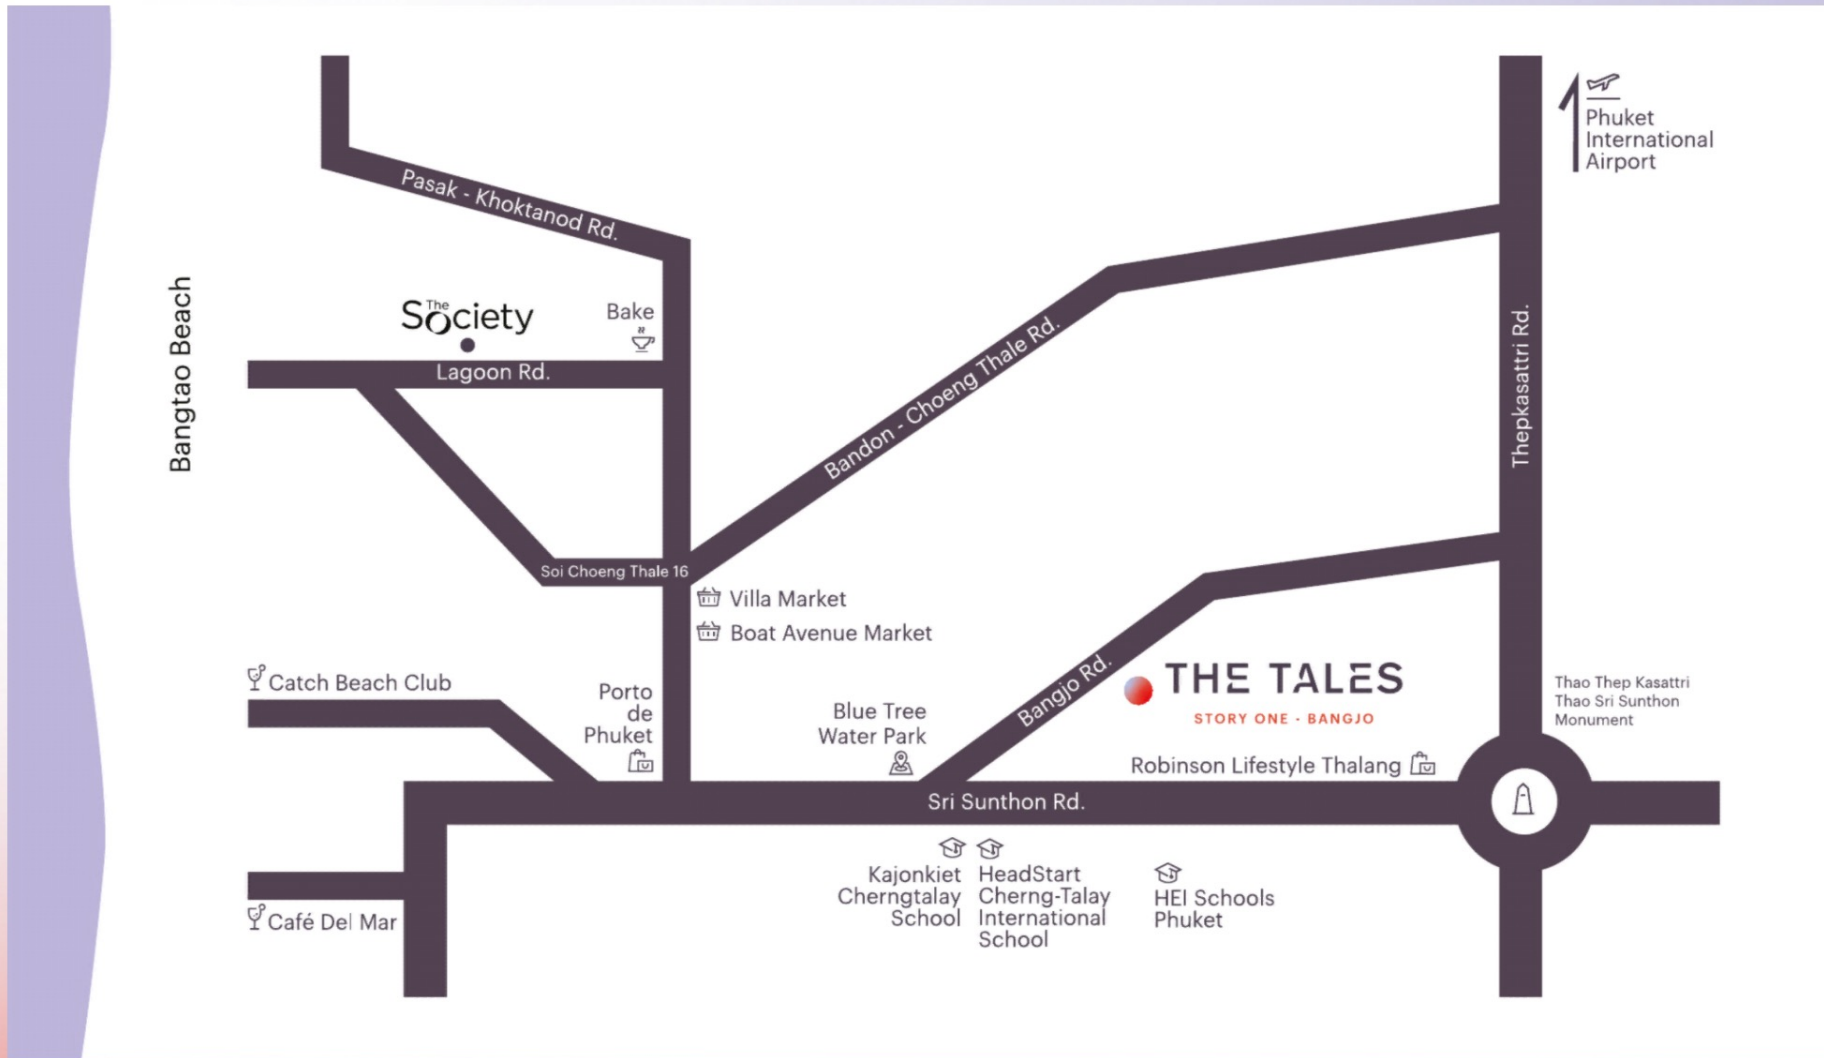 Phuket
International
Airport
Pasak - Khoktanod Rd.
Bangtao Beach
The
Society
Bake
Lagoon Rd.
Bandon - Choeng Thale Rd.
Thepkasattri Rd.
Soi Choeng Thale 16
Villa Market
Boat Avenue Market
Catch Beach Club
Porto
de
Phuket
Blue Tree
Water Park
Bangjo Rd.
THE TALES
STORY ONE - BANGJO
Thao Thep Kasattri
Thao Sri Sunthon
Monument
Robinson Lifestyle Thalang
Sri Sunthon Rd.
Kajonkiet
Cherngtalay
School
HeadStart
Cherng-Talay
International
School
HEI Schools
Phuket
Café Del Mar